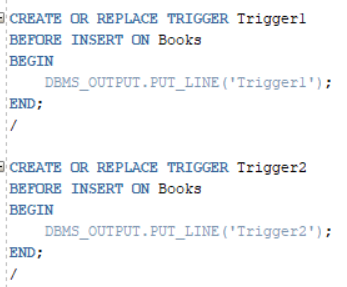 CREATE OR REPLACE TRIGGER Trigger1
BEFORE INSERT ON Books
BEGIN
    DBMS_OUTPUT.PUT_LINE('Trigger1');
END;
/
CREATE OR REPLACE TRIGGER Trigger2
BEFORE INSERT ON Books
BEGIN
    DBMS_OUTPUT.PUT_LINE('Trigger2');
END;
/